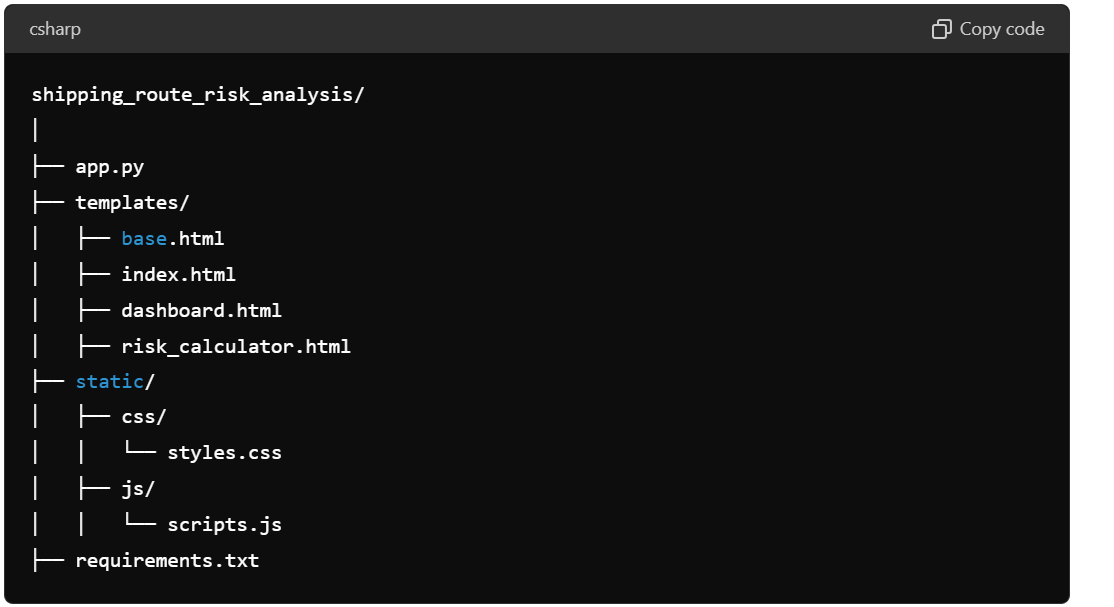 csharp Copy code
shipping_route_risk_analysis/
│
├── app.py
├── templates/
│   ├── base.html
│   ├── index.html
│   ├── dashboard.html
│   ├── risk_calculator.html
├── static/
│   ├── css/
│   │   └── styles.css
│   ├── js/
│   │   └── scripts.js
├── requirements.txt